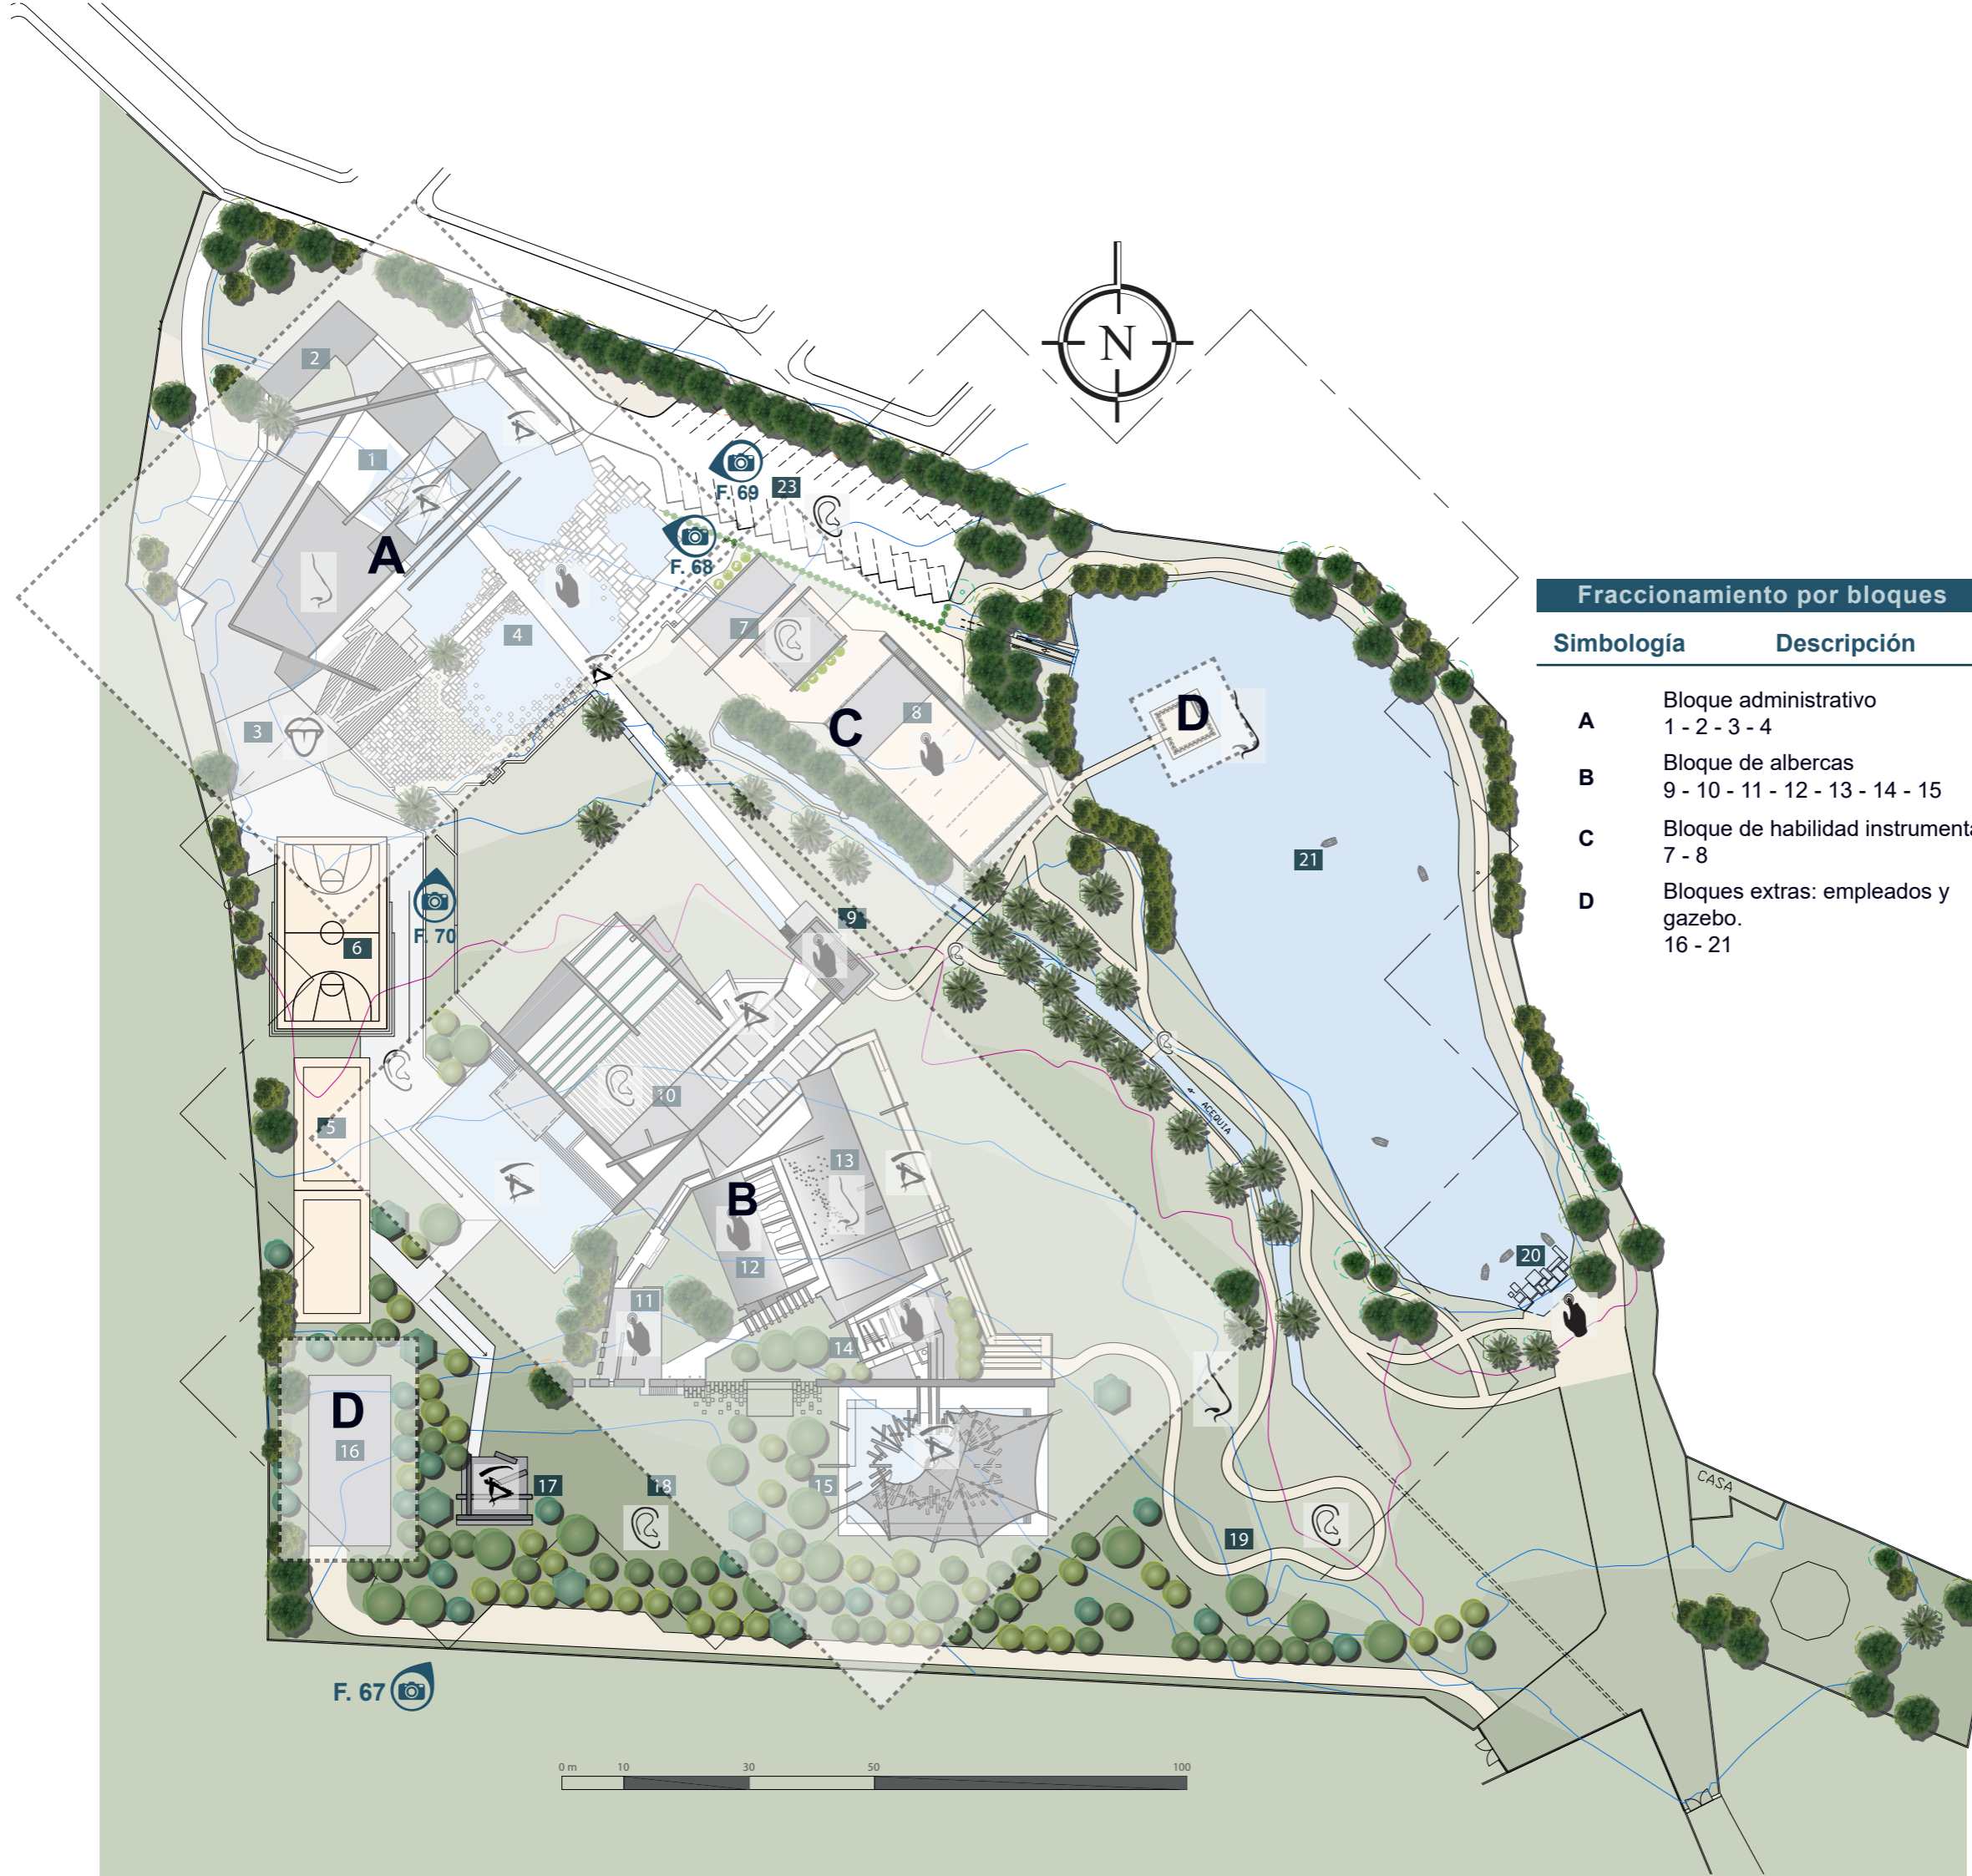 N
2
1
F. 69
23
F. 68
A
4
7
3
C
8
D
21
9
F. 70
6
10
5
ACEQUIA
13
B
12
11
14
20
D
16
17
18
15
19
CASA
F. 67
0 m 10 30 50 100
Fraccionamiento por bloques
Simbología Descripción
A Bloque administrativo
1 - 2 - 3 - 4
B Bloque de albercas
9 - 10 - 11 - 12 - 13 - 14 - 15
C Bloque de habilidad instrumenta
7 - 8
D Bloques extras: empleados y
gazebo.
16 - 21